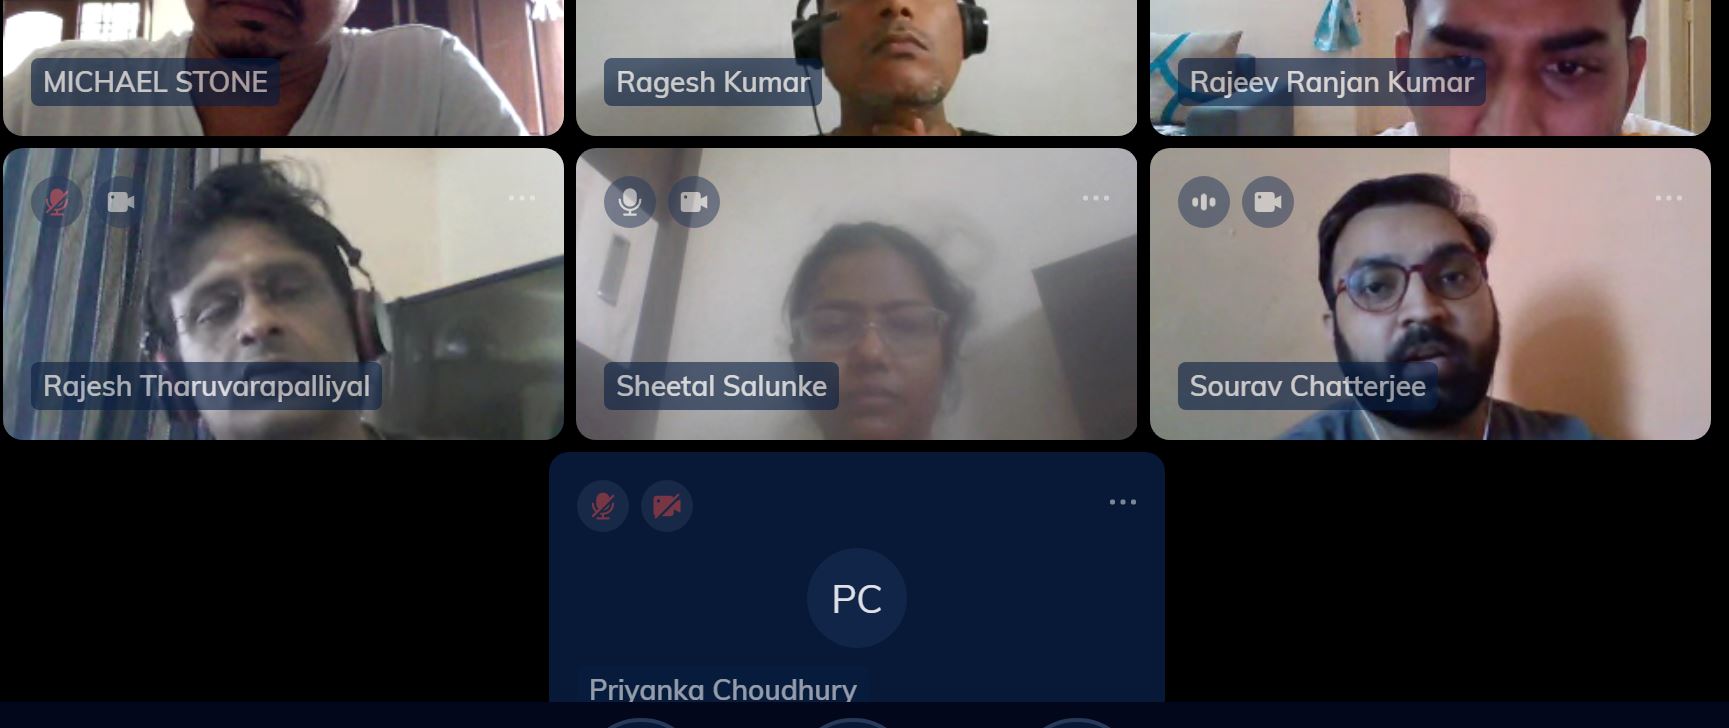 MICHAEL STONE
Ragesh Kumar
Rajeev Ranjan Kumar
Rajesh Tharuvarapalliyal
Sheetal Salunke
Sourav Chatterjee
PC
Priyanka Choudhury